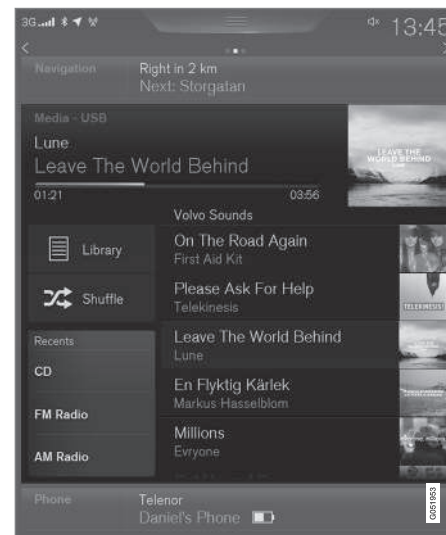 3G
13:45
Navigation
Right in 2 km
Next: Storgatan
Media - USB
Lune
Leave The World Behind
LEAVE THE
WORLD BEHIND
LUNE
01:21
03:56
Volvo Sounds
Library
Shuffle
On The Road Again
First Aid Kit
Please Ask For Help
Telekinesis
TELEKINESIS!
Leave The World Behind
Lune
En Flyktig Kärlek
Markus Hasselblom
Millions
Evryone
Recents
CD
FM Radio
AM Radio
Phone
Telenor
Daniel's Phone
G051953